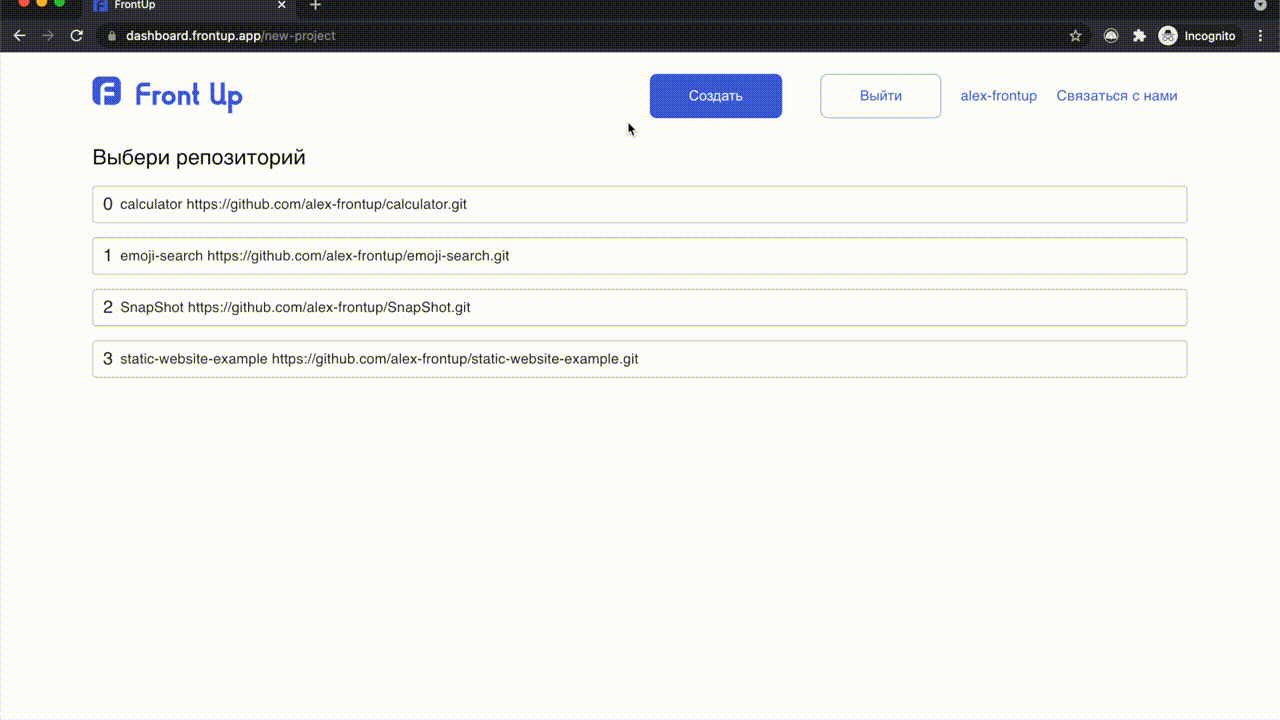 FrontUp
dashboard.frontup.app/new-project
Incognito
Front Up
Создать
Выйти
alex-frontup
Связаться с нами
Выбери репозиторий
0 calculator https://github.com/alex-frontup/calculator.git
1 emoji-search https://github.com/alex-frontup/emoji-search.git
2 SnapShot https://github.com/alex-frontup/SnapShot.git
3 static-website-example https://github.com/alex-frontup/static-website-example.git